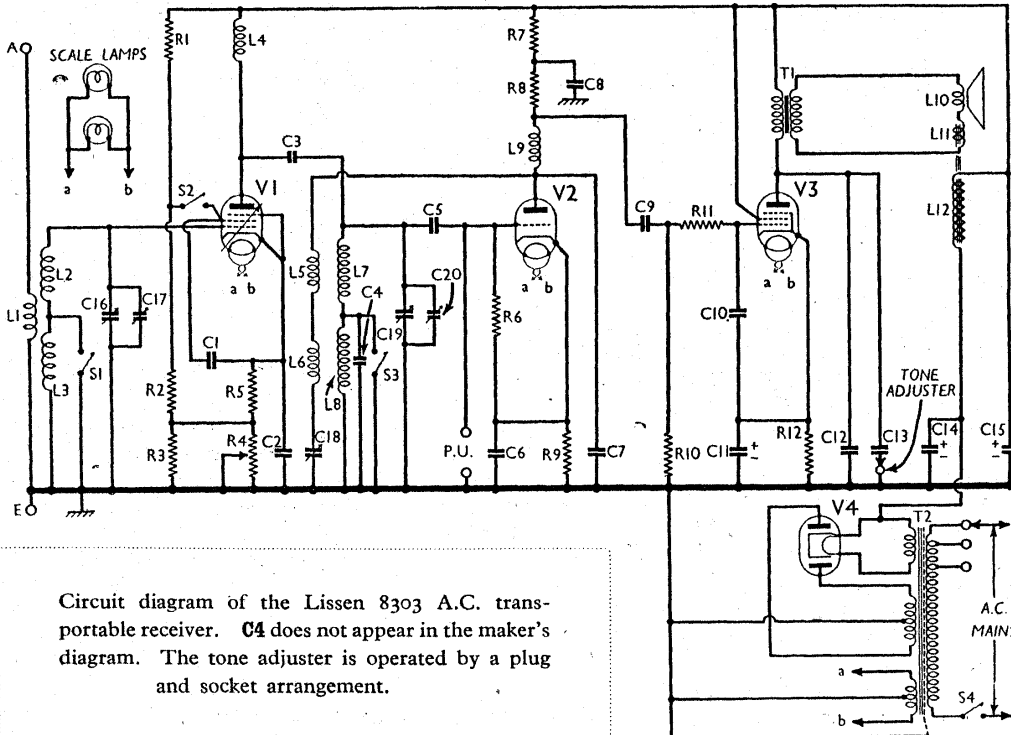 A
SCALE LAMPS
a b
R1
L4
R7
R8
C8
T1
L10
L11
C3
L9
S2
V1
V2
V3
L12
C5
C9
R11
a b
a b
a b
L2
C16
C17
L5
L7
C4
C20
L1
C19
R6
C10
C1
L3
S1
R2
R5
L6
L8
S3
TONE
ADJUSTER
R3
R4
C2
C18
P.U.
C6
R9
C7
R10
C11
+
-
R12
C12
C13
C14
+
-
C15
+
-
E
V4
T2
A.C.
MAIN
a
b
S4
Circuit diagram of the Lissen 8303 A.C. trans-
portable receiver. C4 does not appear in the maker's
diagram. The tone adjuster is operated by a plug
and socket arrangement.